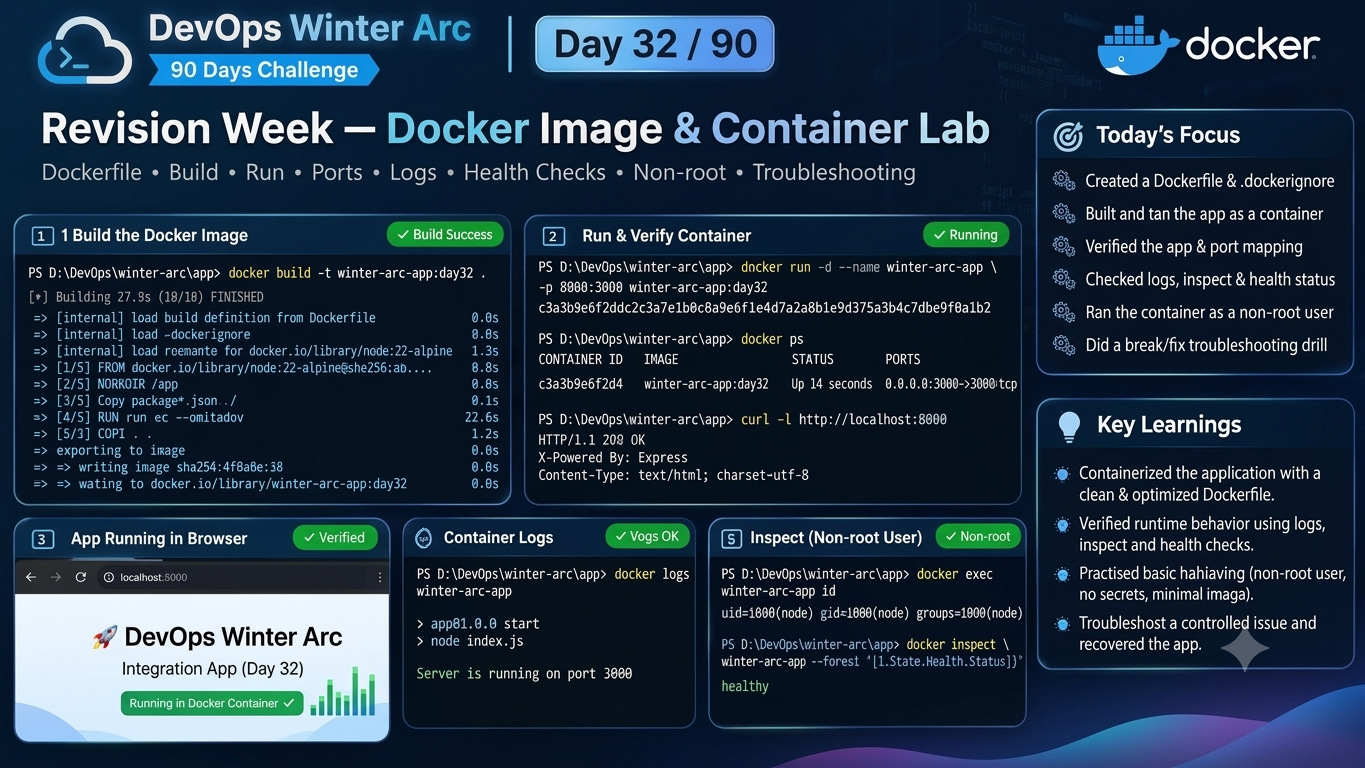 DevOps Winter Arc
90 Days Challenge
Day 32 / 90
docker
Revision Week — Docker Image & Container Lab
Dockerfile • Build • Run • Ports • Logs • Health Checks • Non-root • Troubleshooting
1 1 Build the Docker Image
✓ Build Success
PS D:\DevOps\winter-arc\app> docker build -t winter-arc-app:day32 .
Building 27.9s (18/18) FINISHED
=> [internal] load build definition from Dockerfile 0.0s
=> [internal] load -dockerignore 0.8s
=> [internal] load roemante for docker.io/library/node:22-alpine 1.3s
=> [1/5] FROM docker.io/library/node:22-alpine@she256:ab.... 0.8s
=> [2/5] NORKOIR /app 0.0s
=> [3/5] Copy package*.json../ 0.1s
=> [4/5] RUN run ec --omitadov 22.6s
=> [5/3] COPI . . 1.2s
=> exporting to image 0.0s
=> => writing image sha254:4f8a6e:38 0.0s
=> => wating to docker.io/library/winter-arc-app:day32 0.0s
2 Run & Verify Container
✓ Running
PS D:\DevOps\winter-arc\app> dncker run -d --name winter-arc-app \
-p 8000:3000 winter-arc-app:day32
c3a3b9e6f2ddc2c3a7e1b0c8a9e6f1e4d7a2a8b1e9d375a3b4c7dbe9f0a1b2
PS D:\DevOps\winter-arc\app> docker ps
CONTAINER ID IMAGE STATUS PORTS
c3a3b9e6f2d4 winter-arc-app:day32 Up 14 seconds 0.0.0.0:3000->3000:tcp
PS D:\DevOps\winter-arc\app> curl -l http://localhost:8000
HTTP/1.1 208 OK
X-Powered By: Express
Content-Type: text/html; charset-utf-8
3 App Running in Browser
✓ Verified
localhost:5000
DevOps Winter Arc
Integration App (Day 32)
Running in Docker Container ✓
Container Logs
✓ Vogs OK
PS D:\DevOps\winter-arc\app> docker logs
winter-arc-app
> app01.0.0 start
> node index.js
Server is running on port 3000
5 Inspect (Non-root User)
✓ Non-root
PS D:\DevOps\winter-arc\app> docker exec
winter-arc-app id
uid=1000(node) gid=1000(node) groups=1000(node)
PS D:\DevOps\winter-arc\app> docker inspect \
winter-arc-app --forest "[1.State.Health.Status]}"
healthy
Today's Focus
Created a Dockerfile & .dockerignore
Built and tan the app as a container
Verified the app & port mapping
Checked logs, inspect & health status
Ran the container as a non-root user
Did a break/fix troubleshooting drill
Key Learnings
Containerized the application with a
clean & optimized Dockerfile.
Verified runtime behavior using logs,
inspect and health checks.
Practised basic hahiaving (non-root user,
no secrets, minimal imaga).
Troubleshost a controlled issue and
recovered the app.